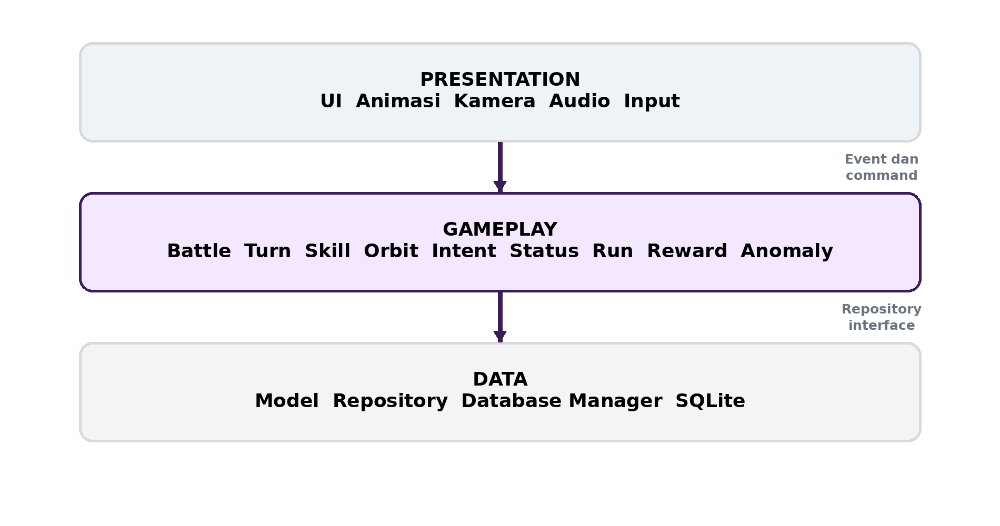 PRESENTATION
UI  Animasi  Kamera  Audio  Input
Event dan
command
GAMEPLAY
Battle  Turn  Skill  Orbit  Intent  Status  Run  Reward  Anomaly
Repository
interface
DATA
Model  Repository  Database Manager  SQLite